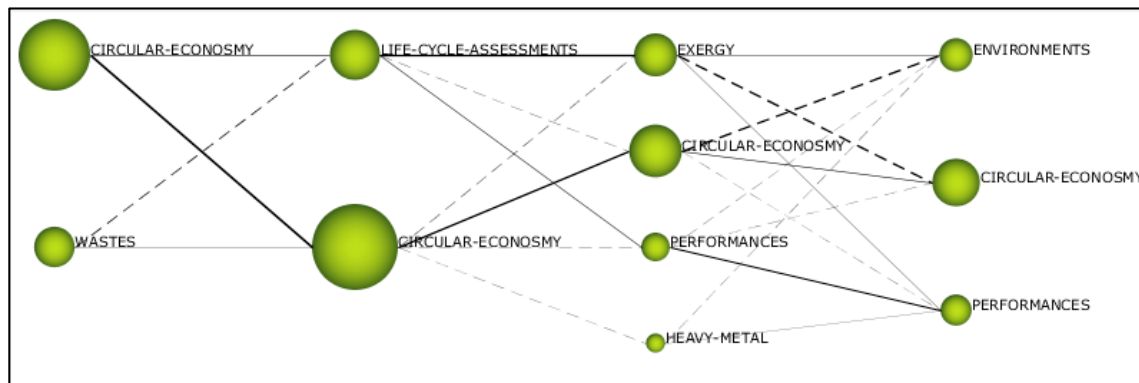 CIRCULAR-ECONOSMY
LIFE-CYCLE-ASSESSMENTS
EXERGY
ENVIRONMENTS
CIRCULAR-ECONOSMY
CIRCULAR-ECONOSMY
WASTES
CIRCULAR-ECONOSMY
PERFORMANCES
PERFORMANCES
HEAVY-METAL